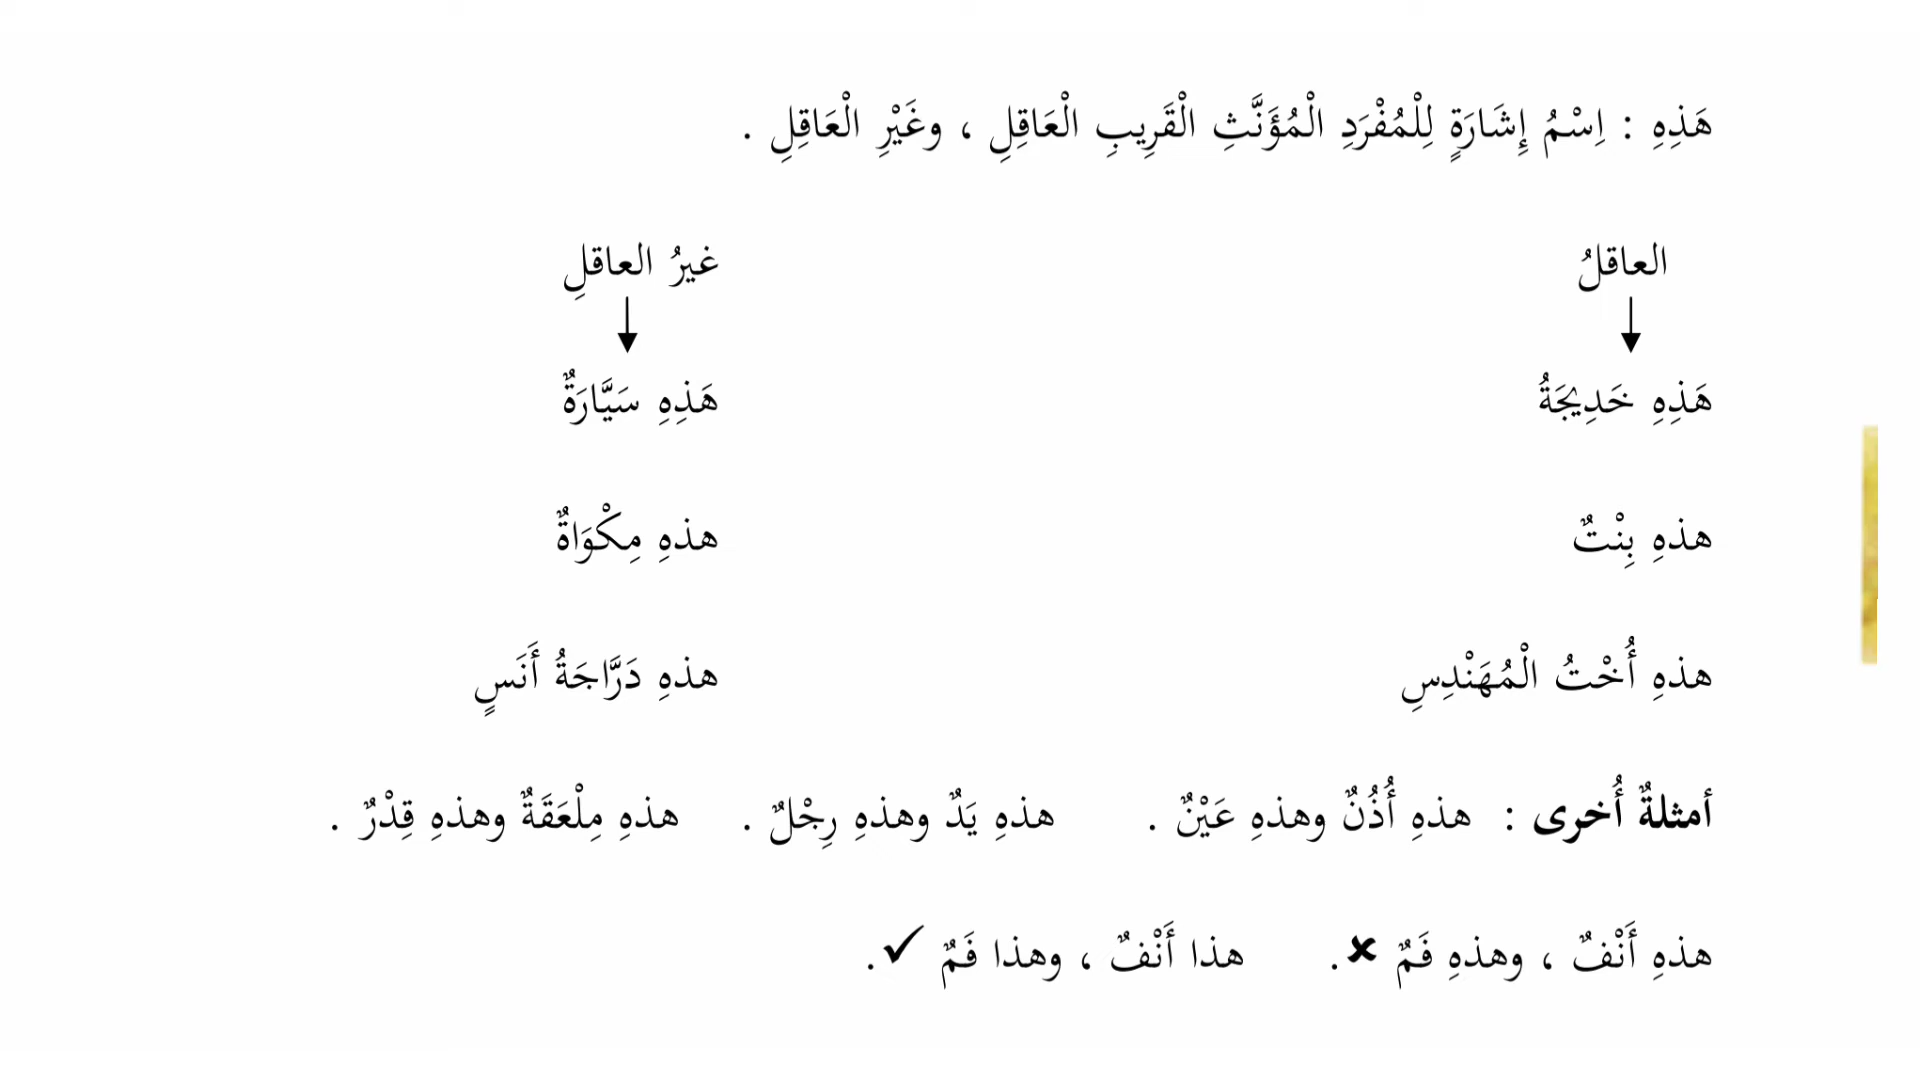 هَذِهِ : اِسْمُ إِشَارَةٍ لِلْمُفْرَدِ الْمُؤَنَّثِ الْقَرِيبِ الْعَاقِلِ ، وغَيْرِ الْعَاقِلِ .
العاقلُ غيرُ العاقلِ
هَذِهِ خَدِيجَةُ هَذِهِ سَيَّارَةٌ
هذهِ بِنْتٌ هذهِ مِكْوَاةٌ
هذهِ أُخْتُ الْمُهَنْدِسِ هذهِ دَرَّاجَةُ أَنَسٍ
أمثلةٌ أُخرى : هذهِ أُذُنٌ وهذهِ عَيْنٌ . هذهِ يَدٌ وهذهِ رِجْلٌ . هذهِ مِلْعَقَةٌ وهذهِ قِدْرٌ .
هذهِ أَنْفٌ ، وهذهِ فَمٌ ✘. هذا أَنْفٌ ، وهذا فَمٌ ✓.